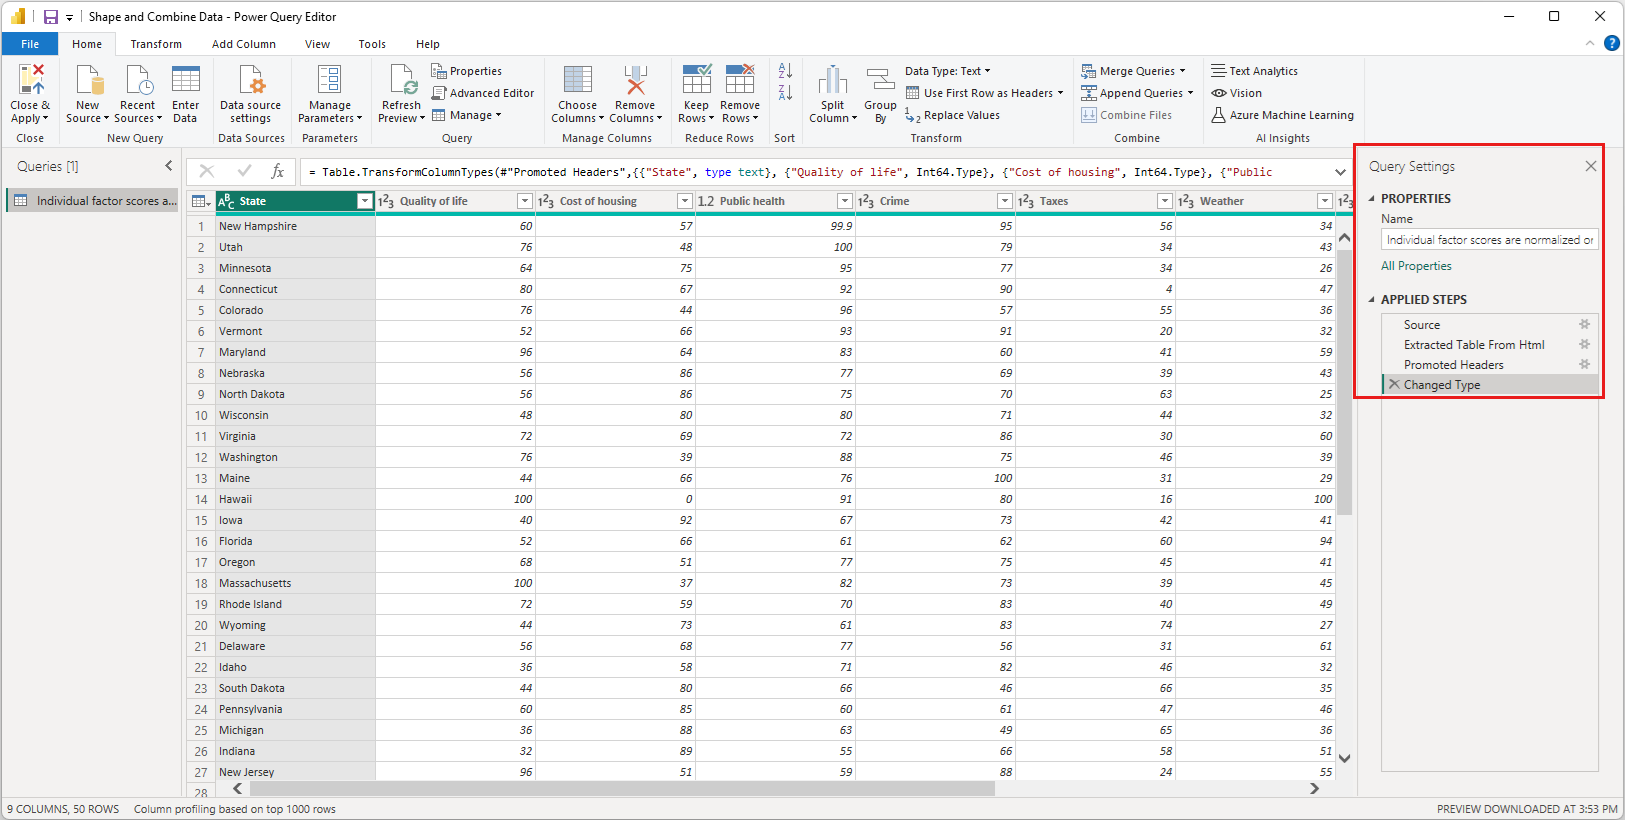 Shape and Combine Data - Power Query Editor
File Home Transform Add Column View Tools Help
Close & Apply
New Source
Recent Sources
Enter Data
Data source settings
Manage Parameters
Refresh Preview
Properties
Advanced Editor
Manage
Choose Columns
Remove Columns
Keep Rows
Remove Rows
Split Column
Group By
Data Type: Text
Use First Row as Headers
Replace Values
Merge Queries
Append Queries
Combine Files
Text Analytics
Vision
Azure Machine Learning
Close New Query Data Sources Parameters Query Manage Columns Reduce Rows Sort Transform Combine AI Insights
Queries [1]
Individual factor scores a...
fx = Table.TransformColumnTypes(#"Promoted Headers",{{"State", type text}, {"Quality of life", Int64.Type}, {"Cost of housing", Int64.Type}, {"Public
ABC State 123 Quality of life 123 Cost of housing 1.2 Public health 123 Crime 123 Taxes 123 Weather 123
1 New Hampshire 60 57 99.9 95 56 34
2 Utah 76 48 100 79 34 43
3 Minnesota 64 75 95 77 34 26
4 Connecticut 80 67 92 90 4 47
5 Colorado 76 44 96 57 55 36
6 Vermont 52 66 93 91 20 32
7 Maryland 96 64 83 60 41 59
8 Nebraska 56 86 77 69 39 43
9 North Dakota 56 86 75 70 63 25
10 Wisconsin 48 80 80 71 44 32
11 Virginia 72 69 72 86 30 60
12 Washington 76 39 88 75 46 39
13 Maine 44 66 76 100 31 29
14 Hawaii 100 0 91 80 16 100
15 Iowa 40 92 67 73 42 41
16 Florida 52 66 61 62 60 94
17 Oregon 68 51 77 75 45 41
18 Massachusetts 100 37 82 73 39 45
19 Rhode Island 72 59 70 83 40 49
20 Wyoming 44 73 61 83 74 27
21 Delaware 56 68 77 56 31 61
22 Idaho 36 58 71 82 46 32
23 South Dakota 44 80 66 46 66 35
24 Pennsylvania 60 85 60 61 47 46
25 Michigan 36 88 63 49 65 36
26 Indiana 32 89 55 66 58 51
27 New Jersey 96 51 59 88 24 55
28
Query Settings
PROPERTIES
Name
Individual factor scores are normalized or
All Properties
APPLIED STEPS
Source
Extracted Table From Html
Promoted Headers
Changed Type
9 COLUMNS, 50 ROWS Column profiling based on top 1000 rows
PREVIEW DOWNLOADED AT 3:53 PM